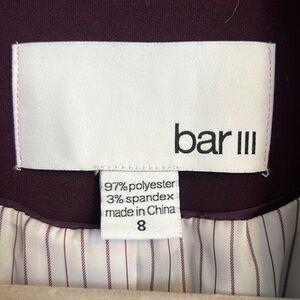 bar III
97% polyester
3% spandex
made in China
8